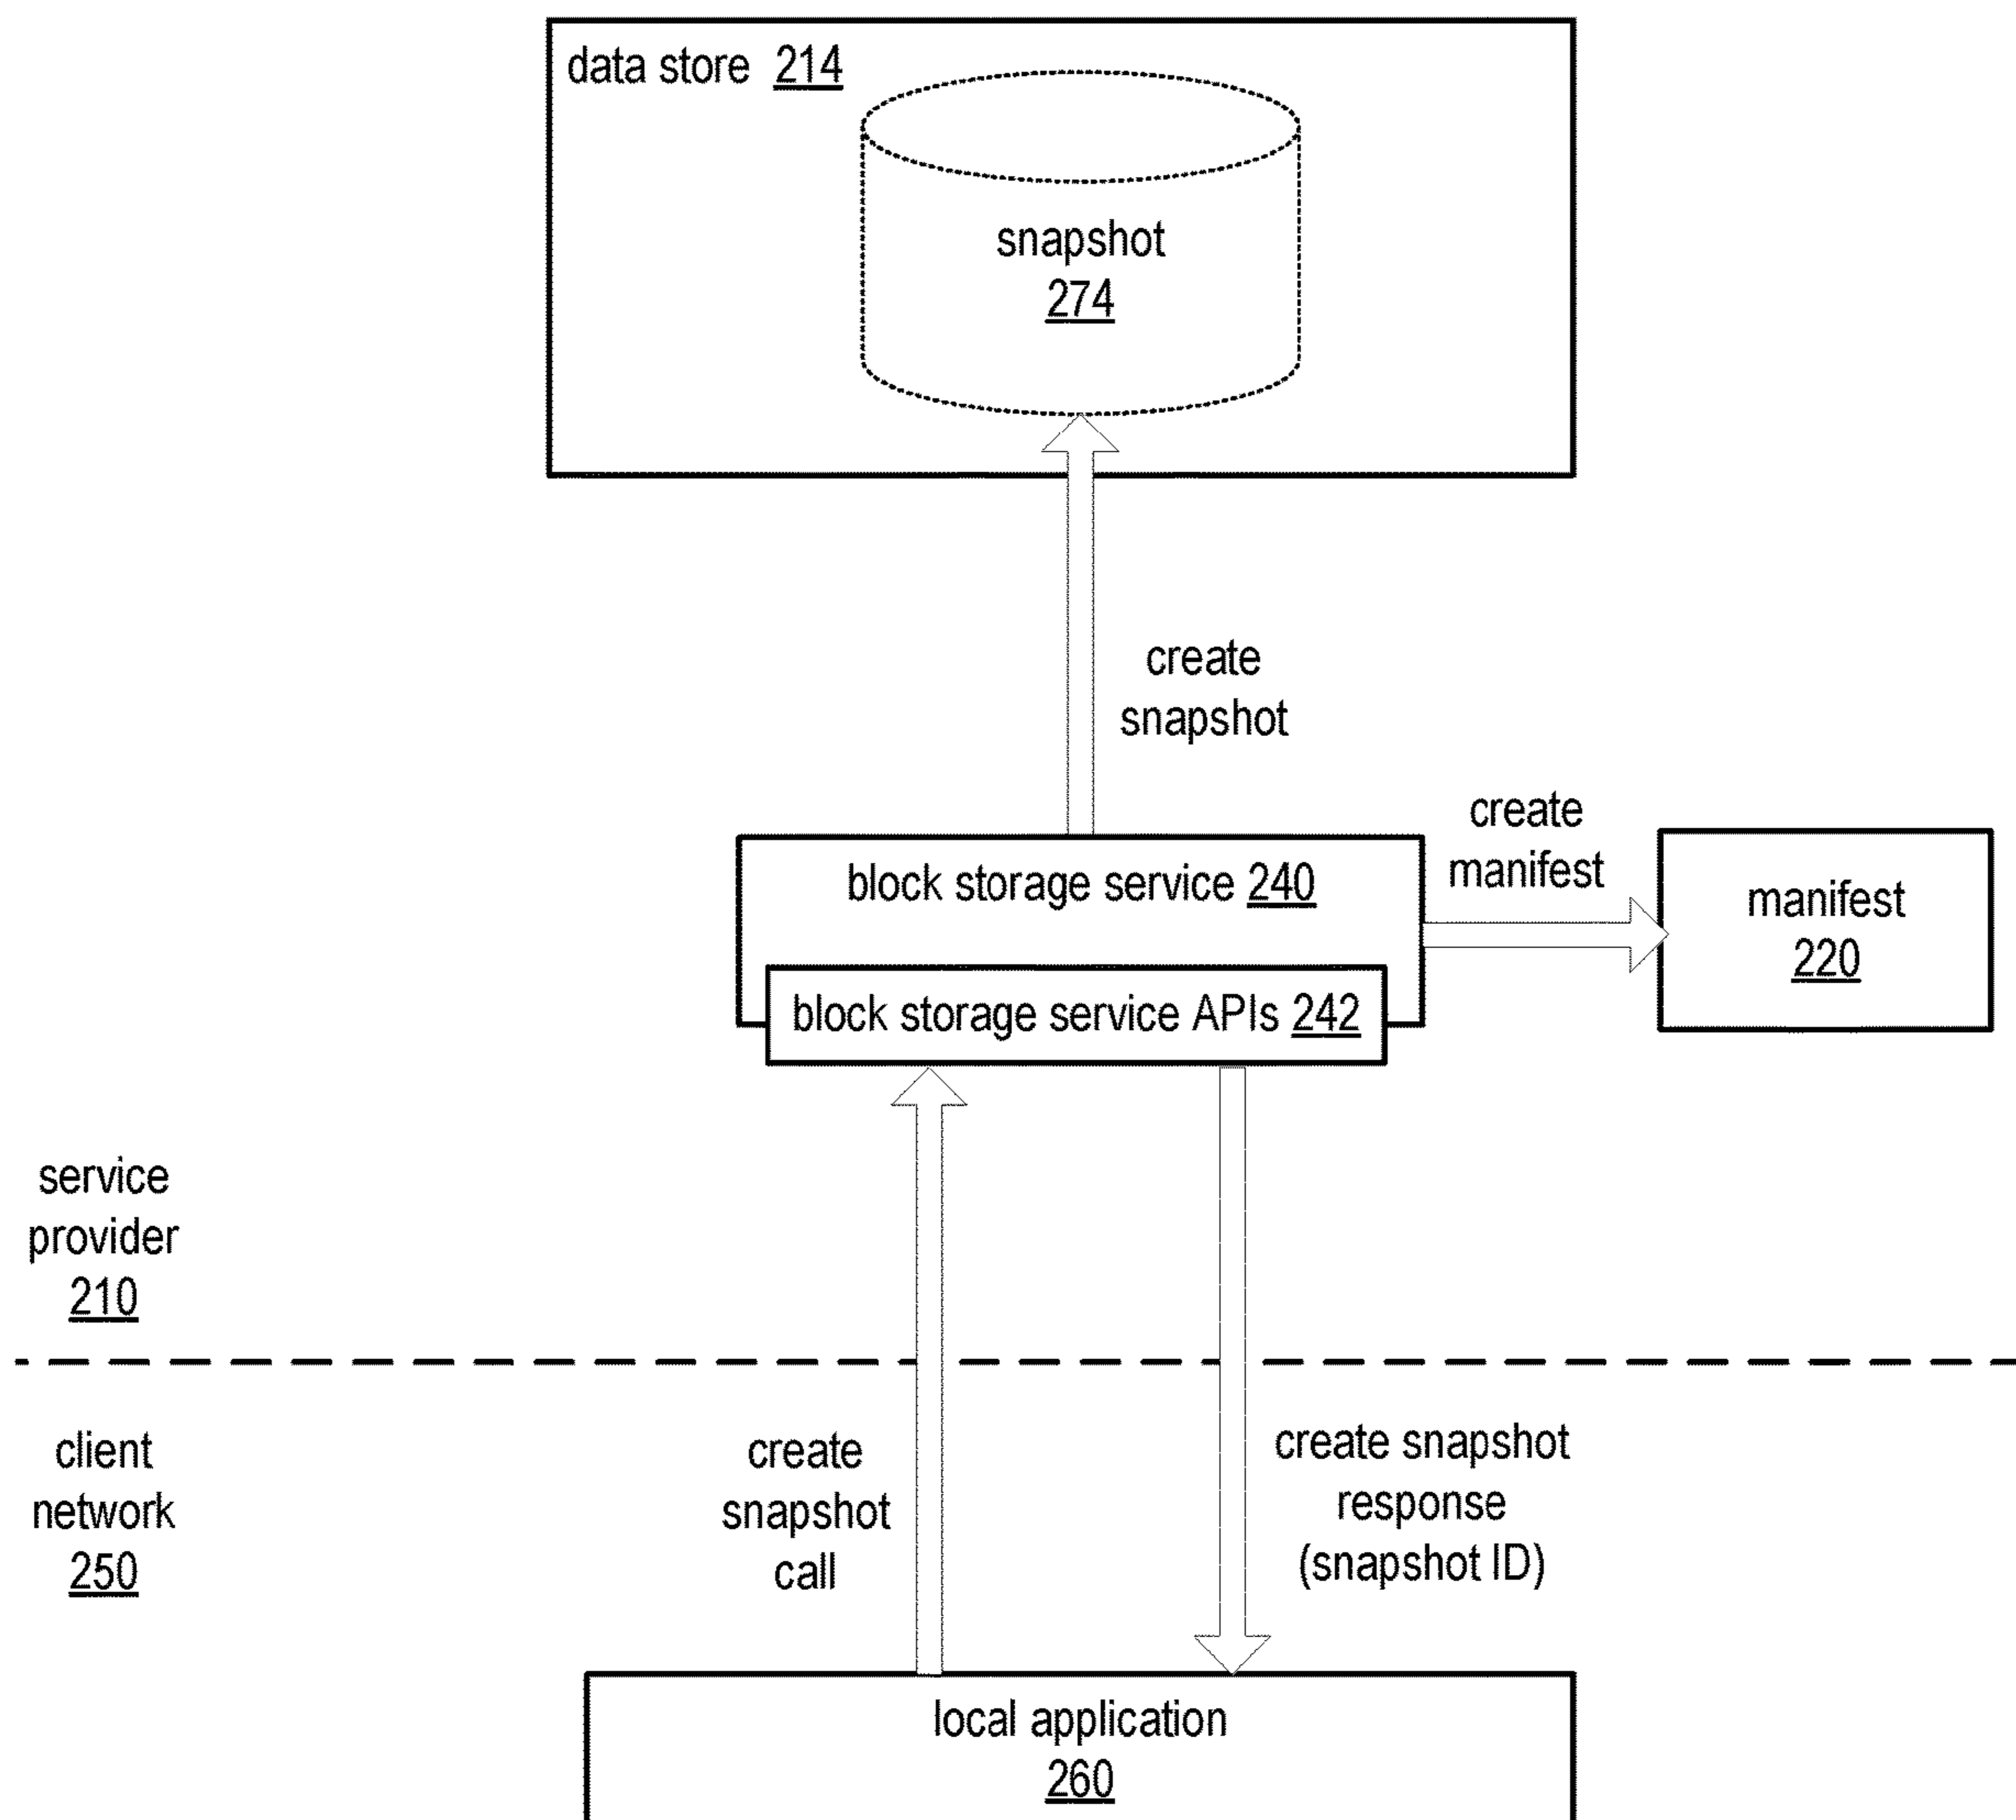 data store 214
snapshot
274
create
snapshot
create
manifest
block storage service 240
manifest
220
block storage service APIs 242
service
provider
210
client
network
250
create
snapshot
call
create snapshot
response
(snapshot ID)
local application
260